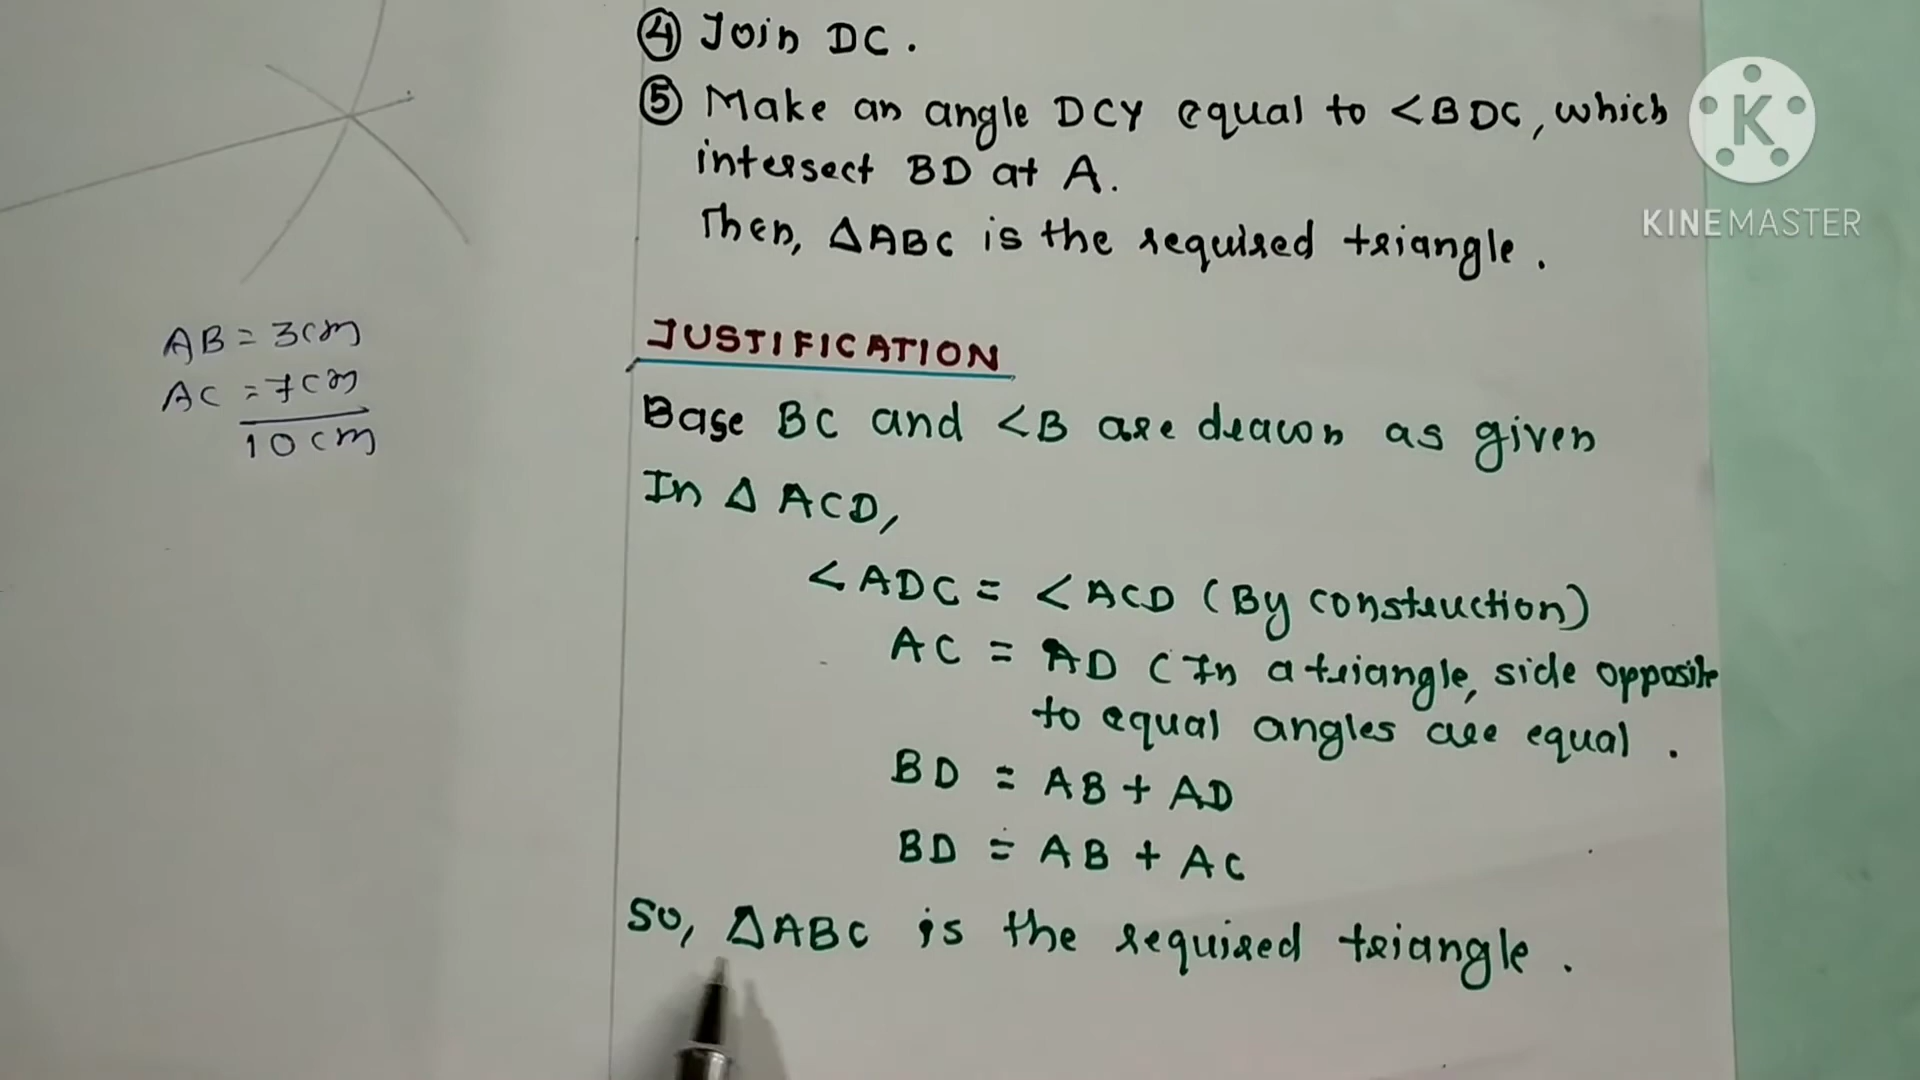 ④ Join DC.
⑤ Make an angle DCY equal to <BDC, which
intersect BD at A.
Then, △ABC is the required triangle.
JUSTIFICATION
Base BC and <B are drawn as given
In △ ACD,
<ADC = <ACD (By construction)
AC = AD (In a triangle, side opposite
to equal angles are equal.
BD = AB + AD
BD = AB + AC
So, △ABC is the required triangle.
AB = 3cm
AC = 7cm
10cm
K
KINEMASTER